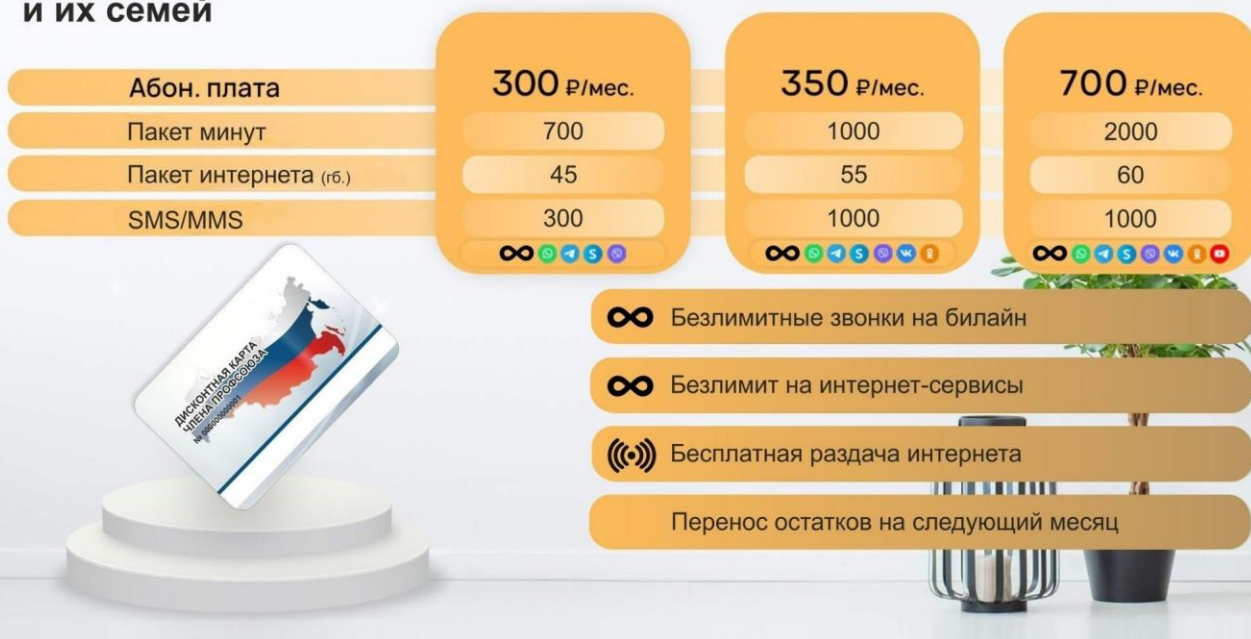 и их семей
Абон. плата 300 ₽/мес. 350 ₽/мес. 700 ₽/мес.
Пакет минут 700 1000 2000
Пакет интернета (гб.) 45 55 60
SMS/MMS 300 1000 1000
Безлимитные звонки на билайн
Безлимит на интернет-сервисы
Бесплатная раздача интернета
Перенос остатков на следующий месяц
ДИСКОНТНАЯ КАРТА
ЧЛЕНА ПРОФСОЮЗА
№ 000000000001